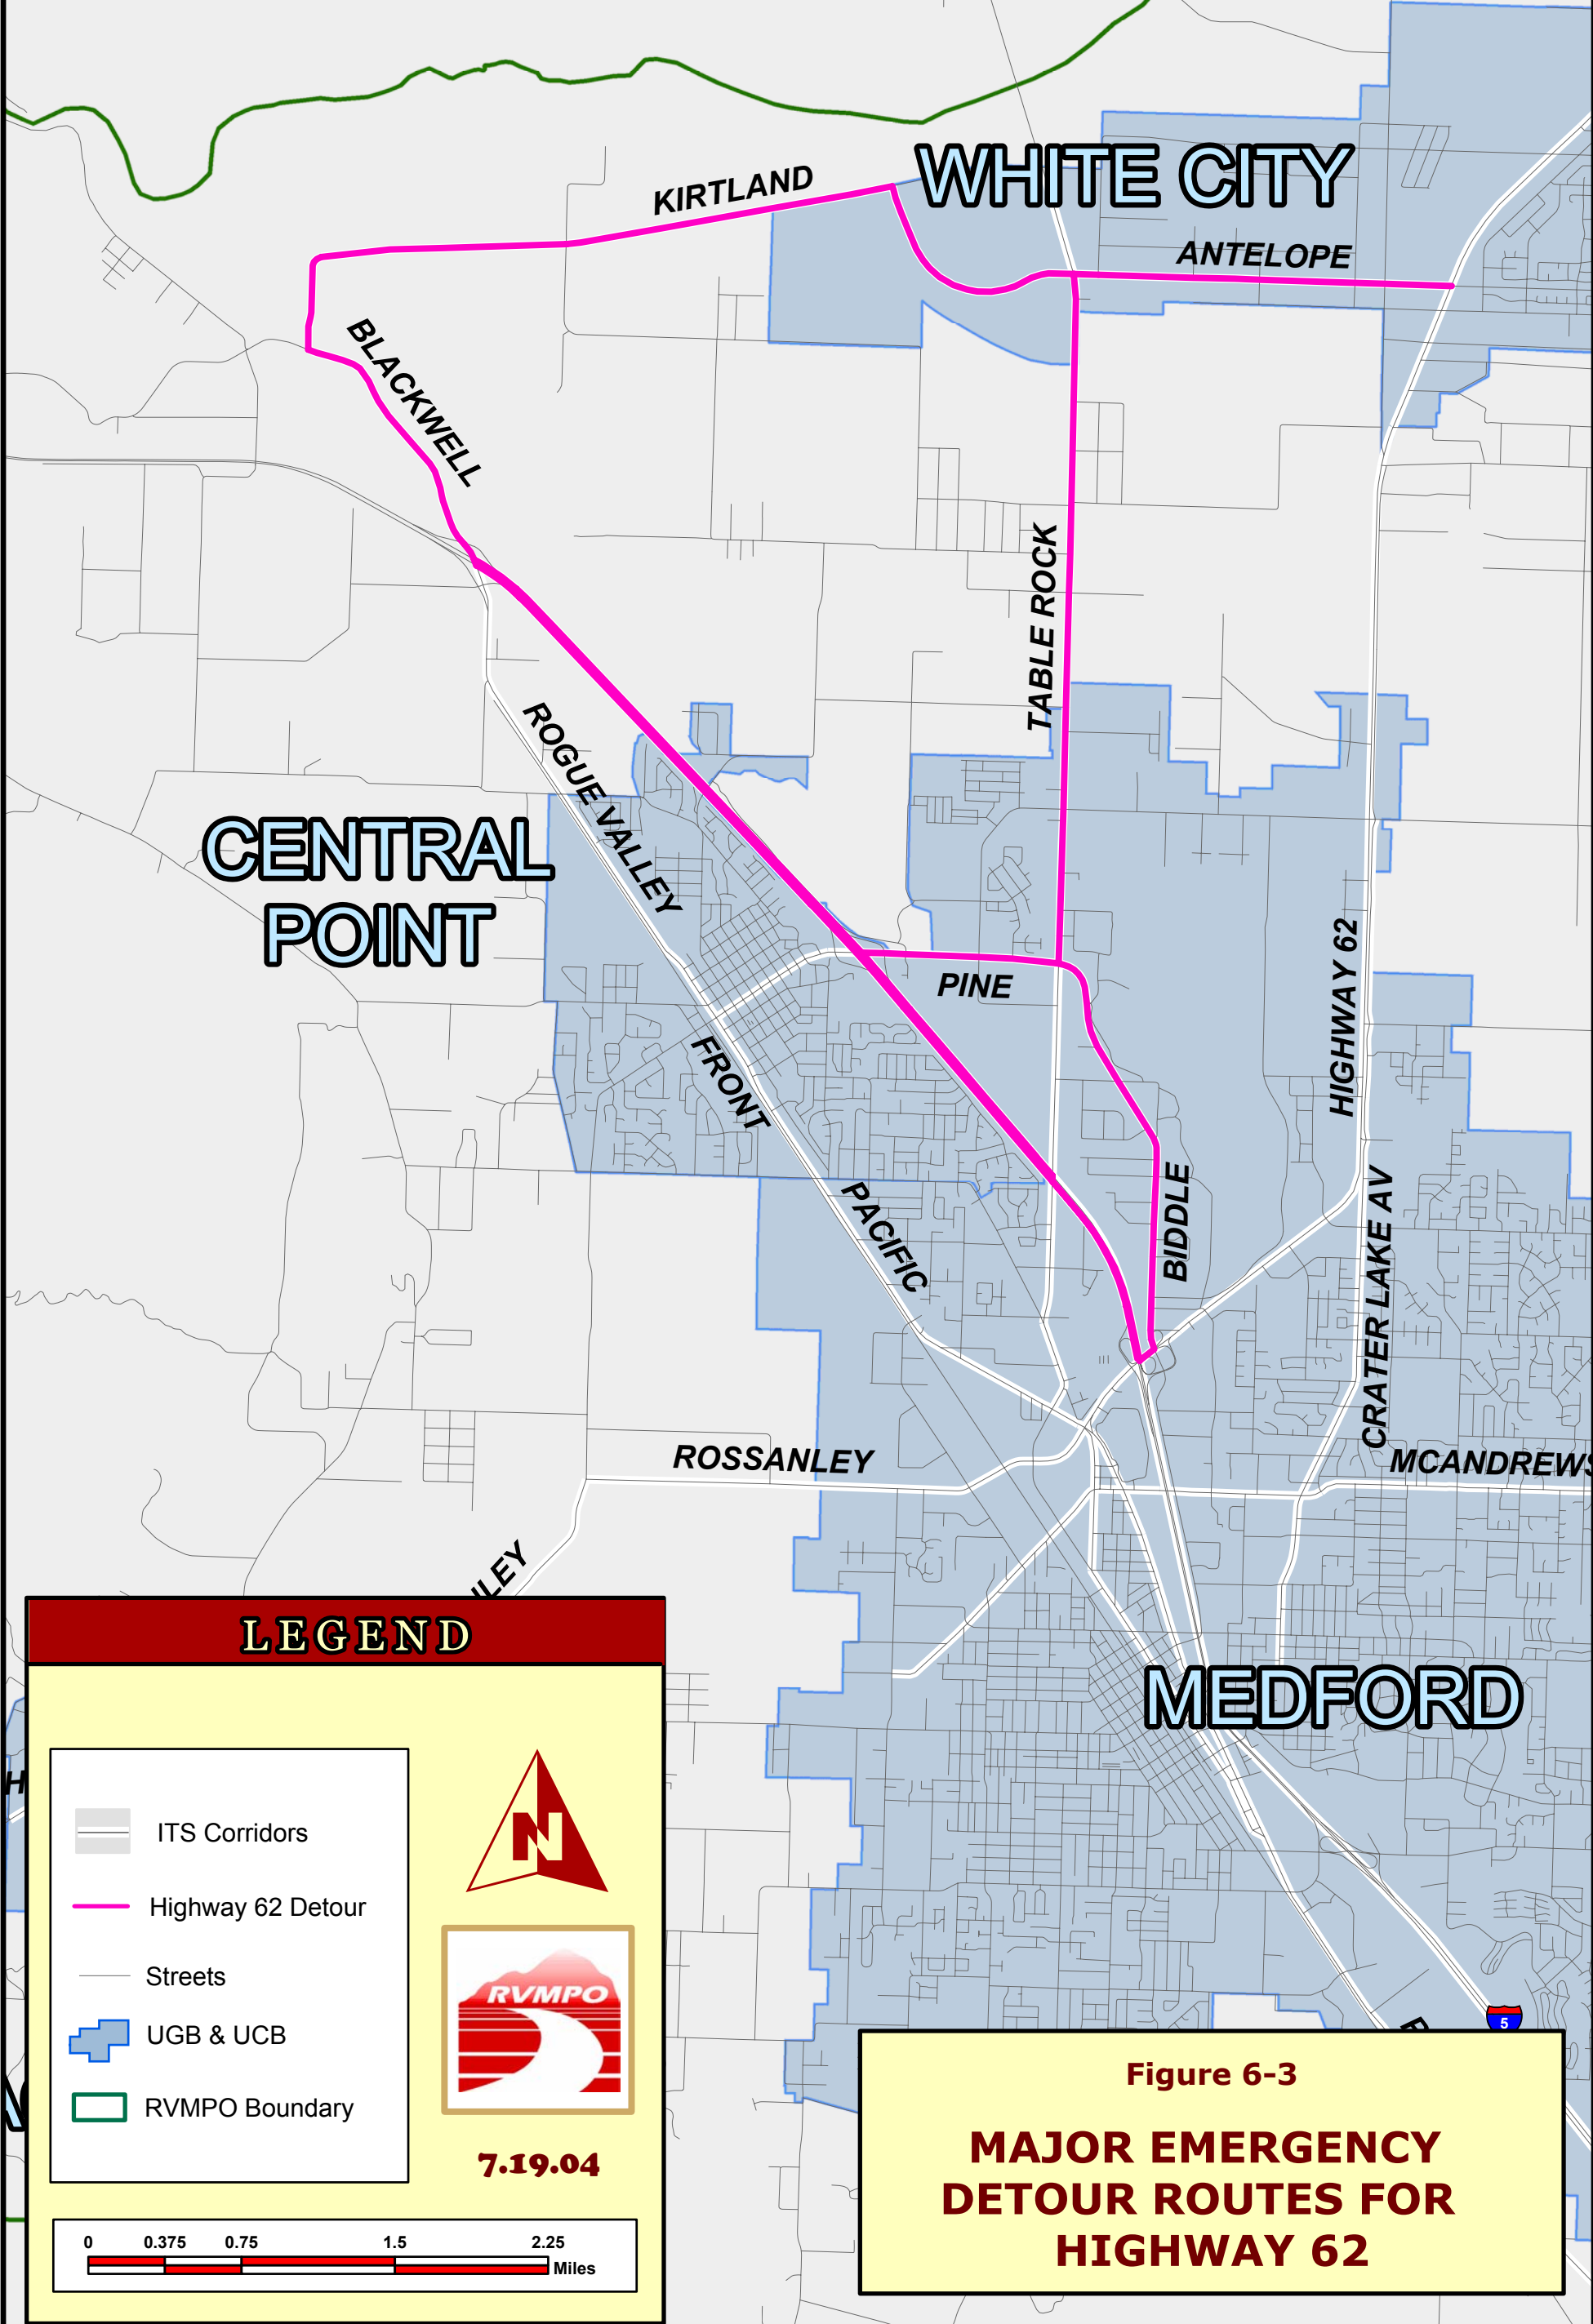 WHITE CITY
KIRTLAND
ANTELOPE
BLACKWELL
TABLE ROCK
ROGUE VALLEY
CENTRAL
POINT
HIGHWAY 62
PINE
FRONT
PACIFIC
BIDDLE
CRATER LAKE AV
ROSSANLEY
MCANDREWS
MEDFORD
LEGEND
ITS Corridors
Highway 62 Detour
Streets
UGB & UCB
RVMPO Boundary
N
RVMPO
7.19.04
0 0.375 0.75 1.5 2.25
Miles
5
Figure 6-3
MAJOR EMERGENCY
DETOUR ROUTES FOR
HIGHWAY 62